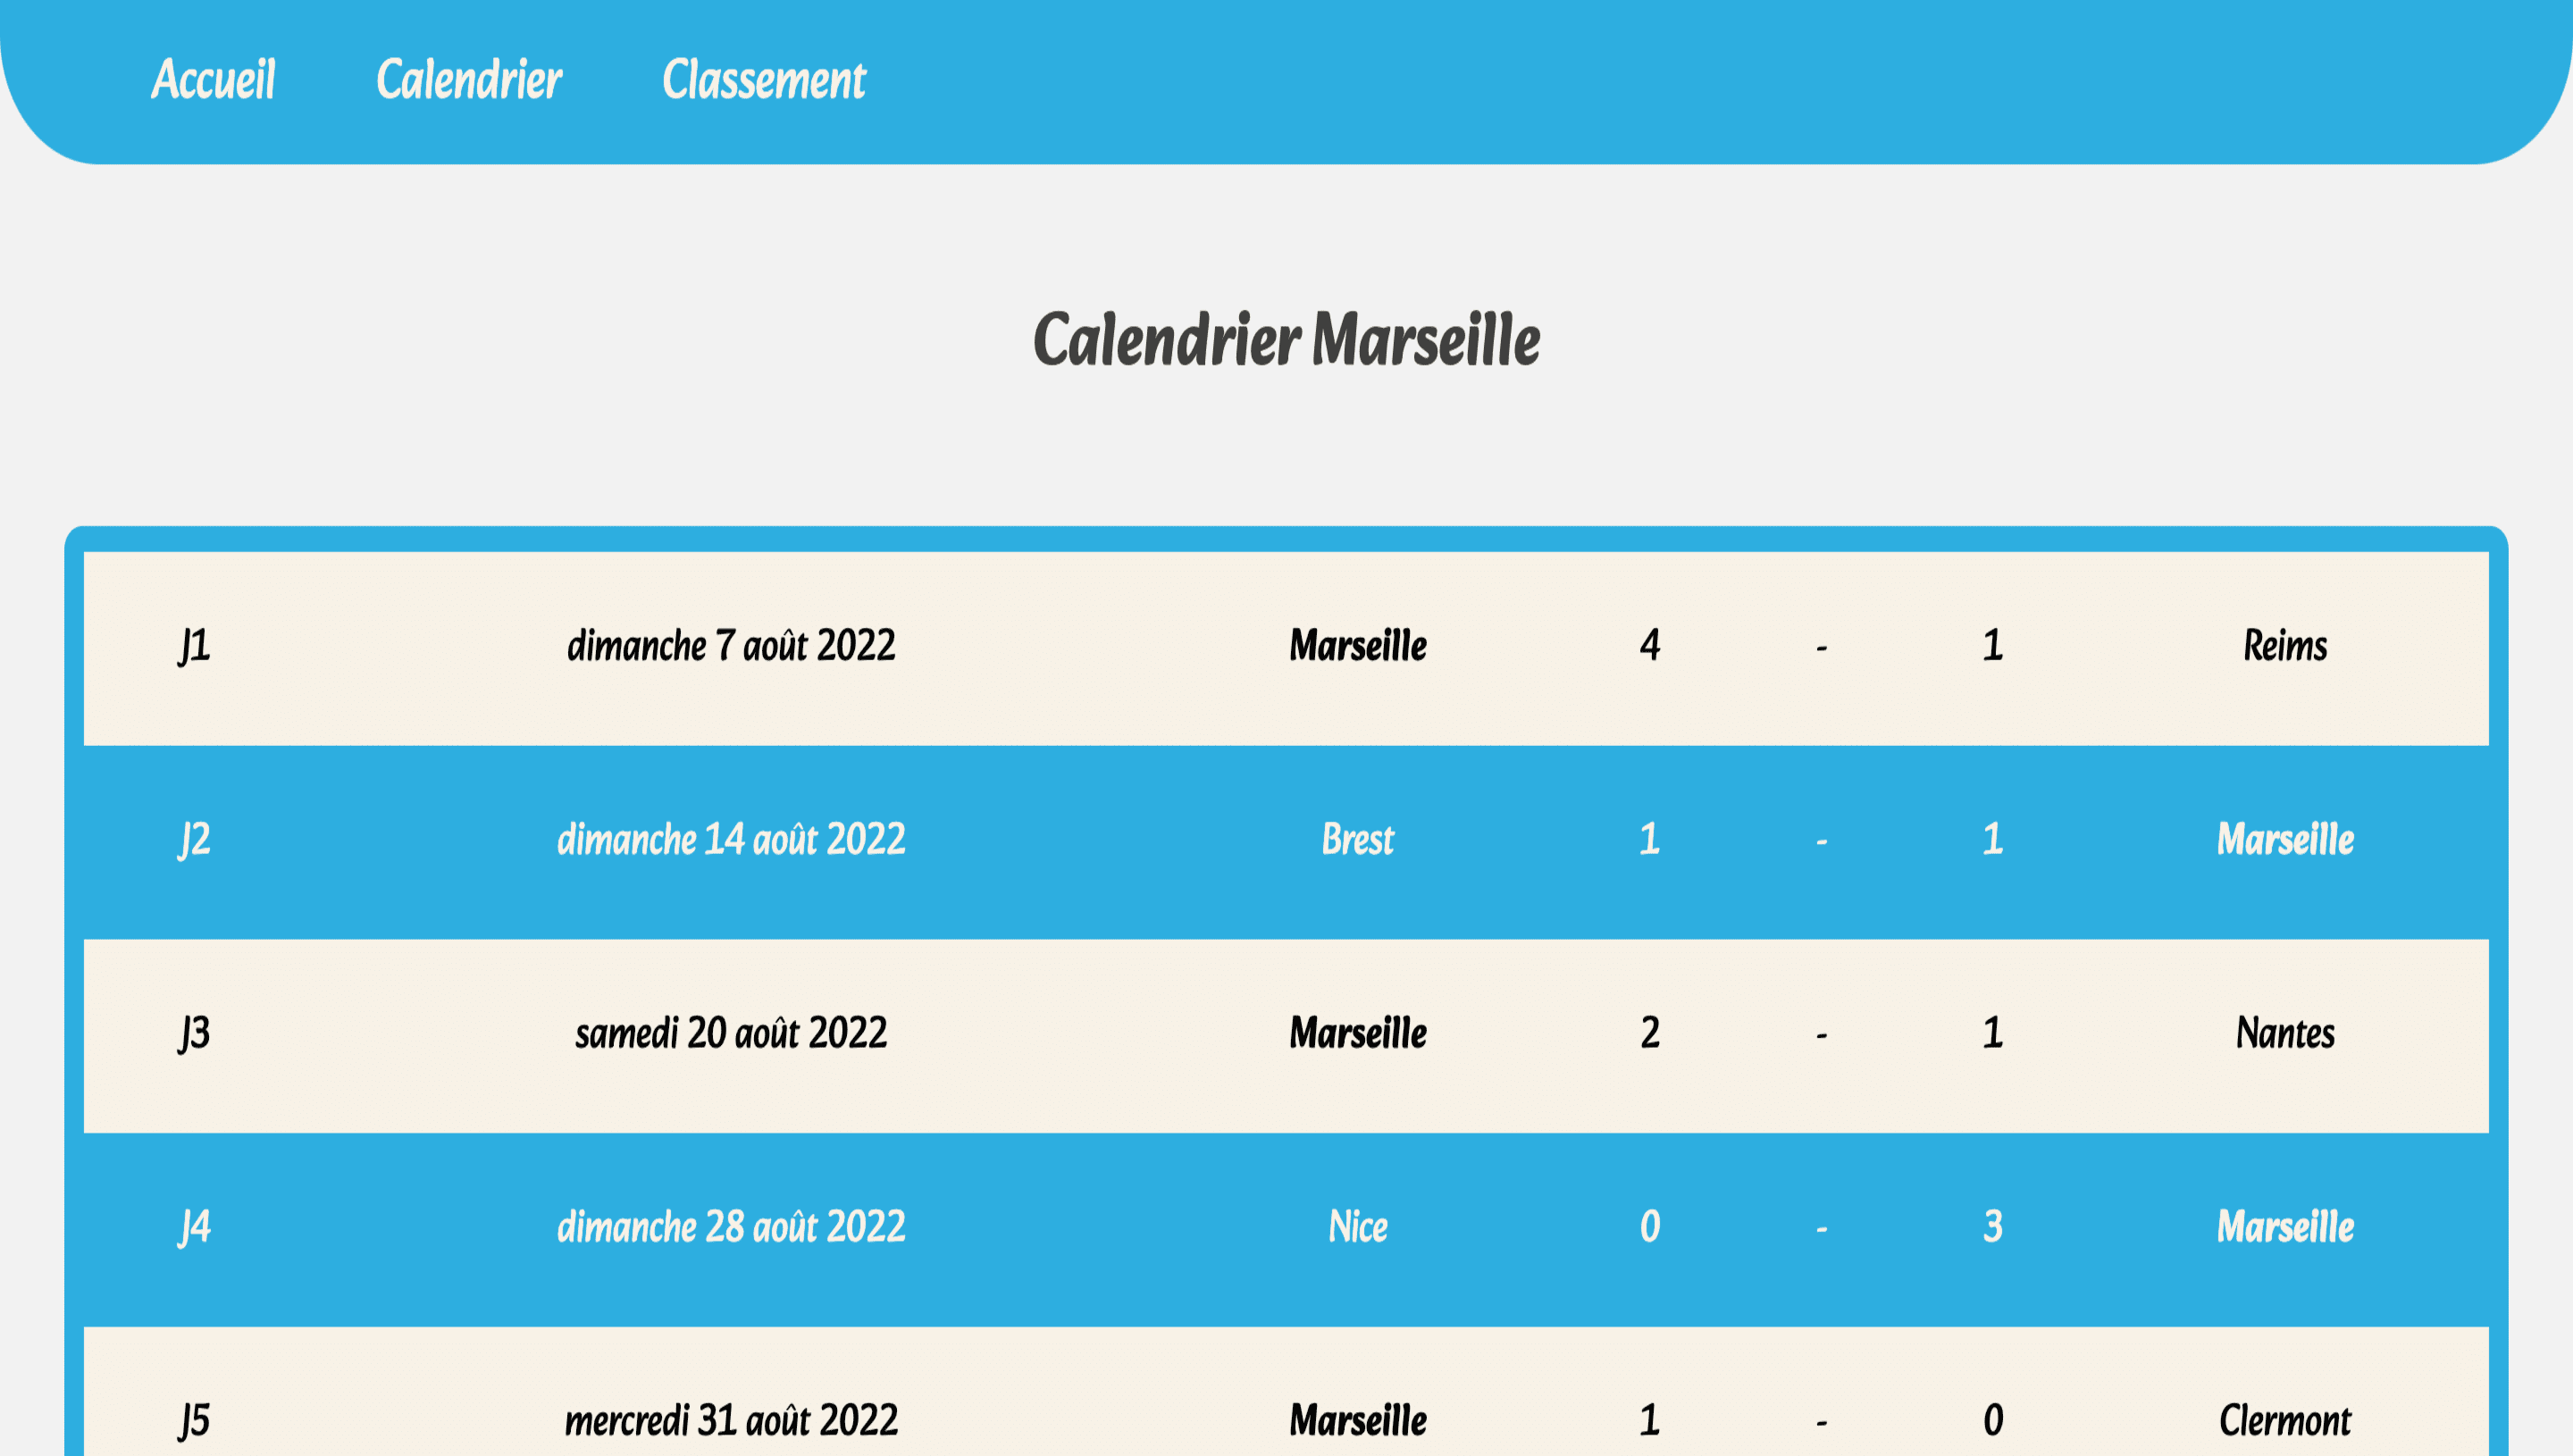 Accueil Calendrier Classement
Calendrier Marseille
J1 dimanche 7 août 2022 Marseille 4 - 1 Reims
J2 dimanche 14 août 2022 Brest 1 - 1 Marseille
J3 samedi 20 août 2022 Marseille 2 - 1 Nantes
J4 dimanche 28 août 2022 Nice 0 - 3 Marseille
J5 mercredi 31 août 2022 Marseille 1 - 0 Clermont